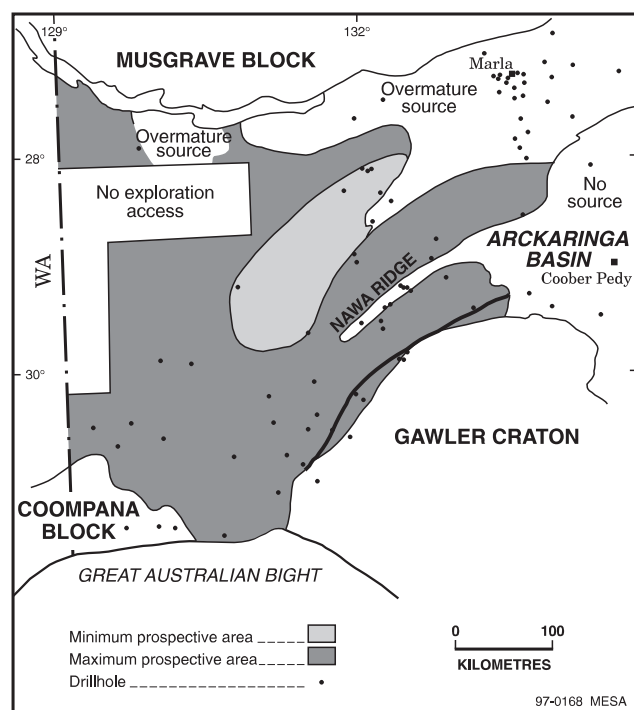 129°
132°
MUSGRAVE BLOCK
Marla
Overmature
source
Overmature
source
28°
No exploration
access
No
source
ARCKARINGA
BASIN
Coober Pedy
WA
NAWA RIDGE
30°
GAWLER CRATON
COOMPANA
BLOCK
GREAT AUSTRALIAN BIGHT
Minimum prospective area
Maximum prospective area
Drillhole
0 100
KILOMETRES
97-0168 MESA